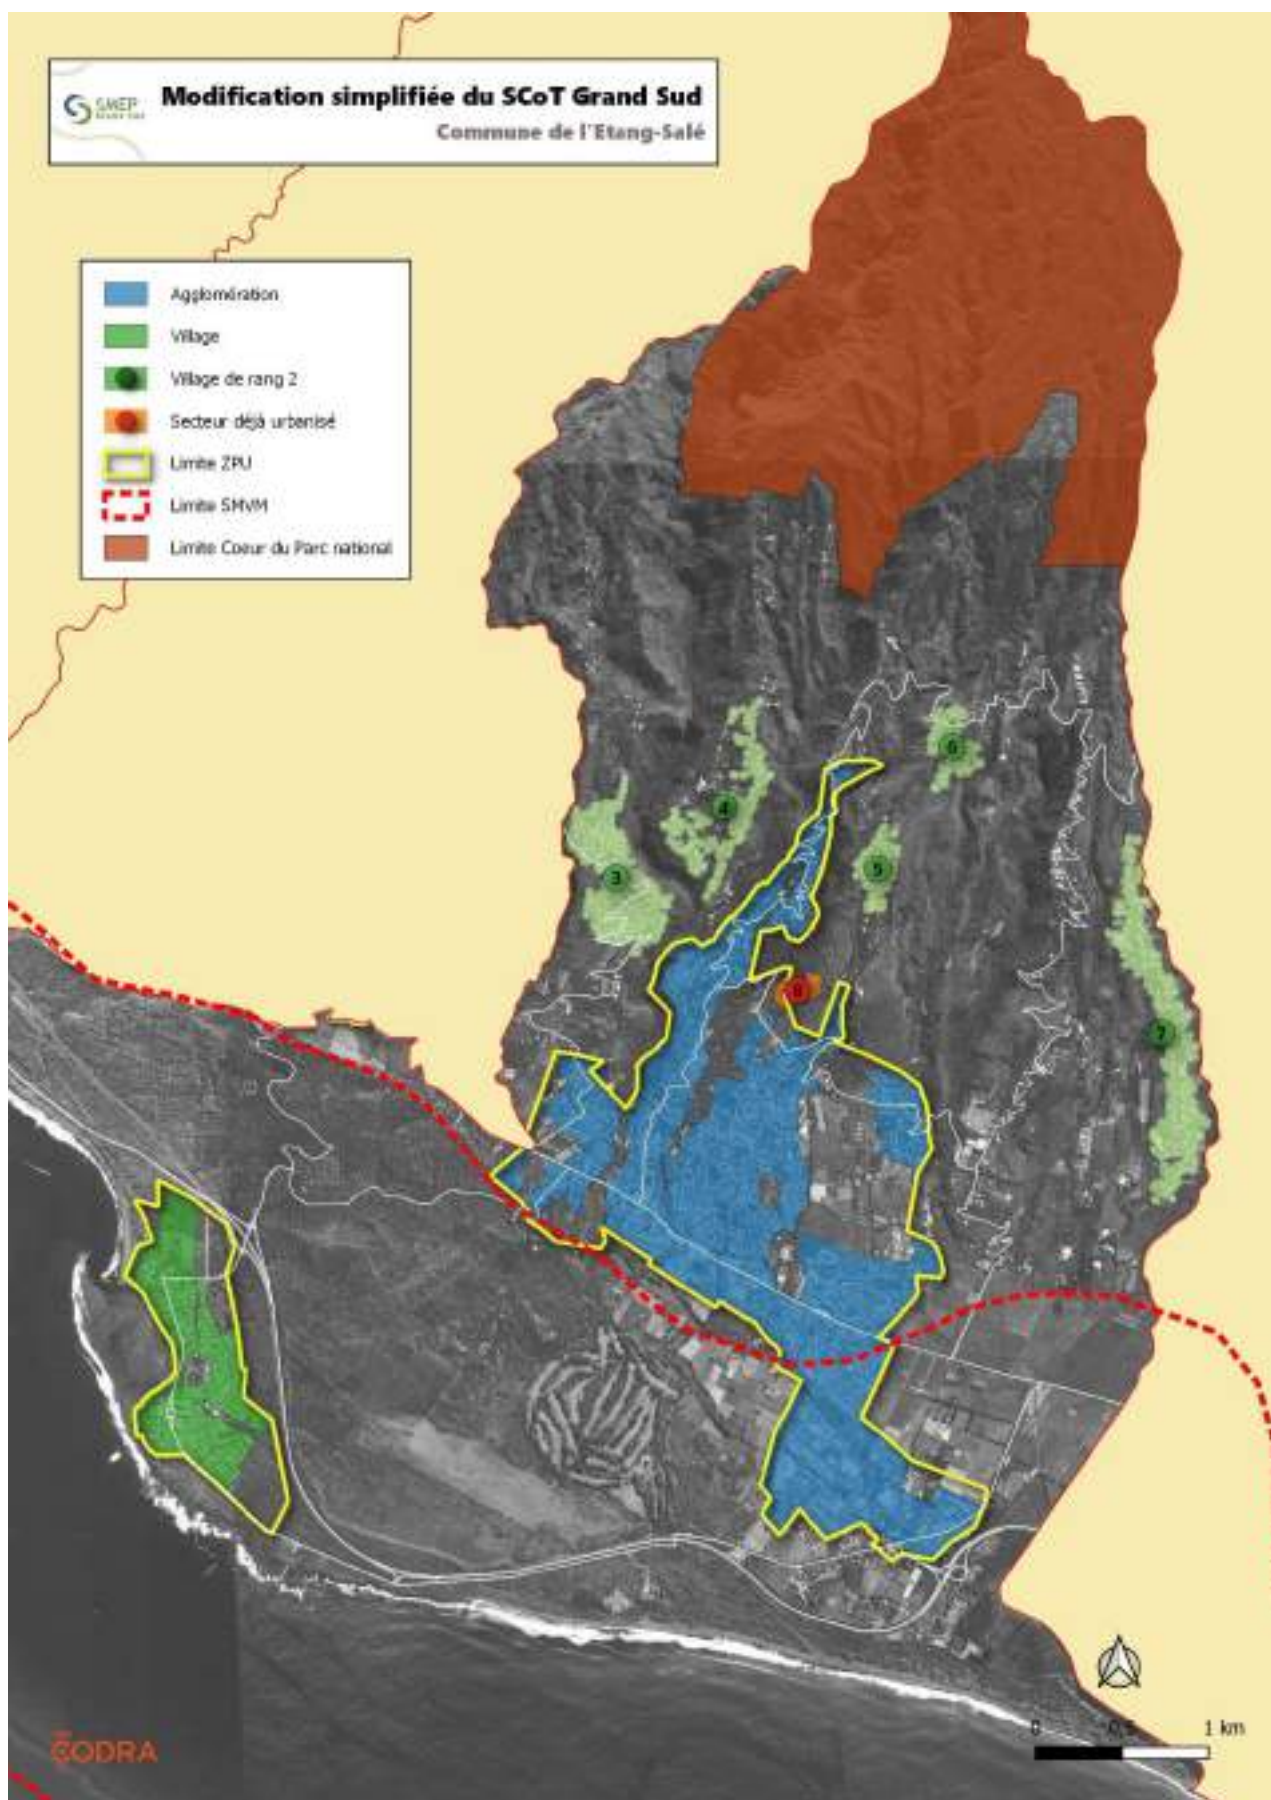 Modification simplifiée du SCoT Grand Sud
SMEP
Commune de l'Etang-Salé
Agglomération
Village
Village de rang 2
Secteur déjà urbanisé
Limite ZPU
Limite SMVM
Limite Coeur du Parc national
6
4
5
3
8
7
0 0,5 1 km
CODRA